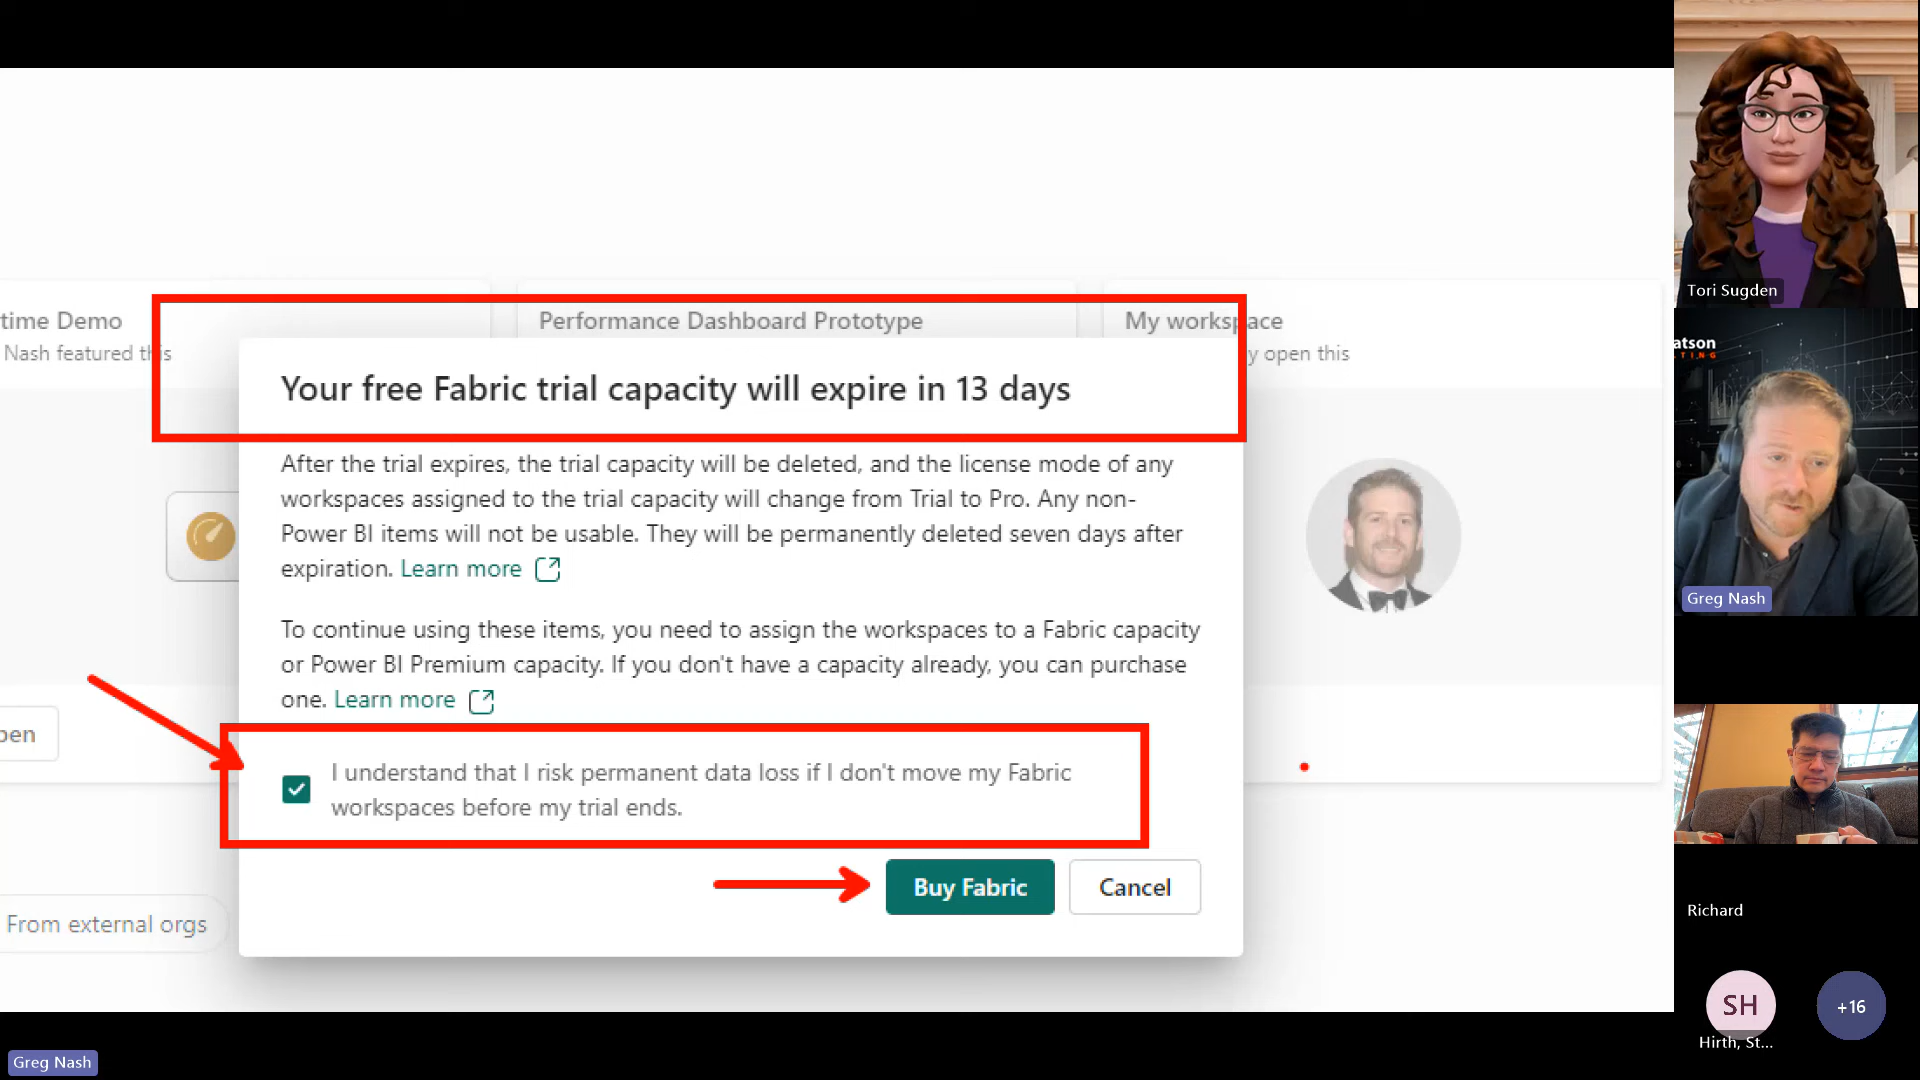 time Demo
Nash featured this
Performance Dashboard Prototype
My workspace
y open this
Your free Fabric trial capacity will expire in 13 days
After the trial expires, the trial capacity will be deleted, and the license mode of any
workspaces assigned to the trial capacity will change from Trial to Pro. Any non-
Power BI items will not be usable. They will be permanently deleted seven days after
expiration. Learn more
To continue using these items, you need to assign the workspaces to a Fabric capacity
or Power BI Premium capacity. If you don't have a capacity already, you can purchase
one. Learn more
pen
I understand that I risk permanent data loss if I don't move my Fabric
workspaces before my trial ends.
Buy Fabric
Cancel
From external orgs
Greg Nash
Tori Sugden
atson
TING
Greg Nash
Richard
SH
Hirth, St...
+16